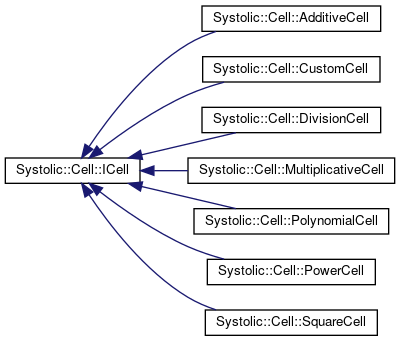 Systolic::Cell::AdditiveCell
Systolic::Cell::CustomCell
Systolic::Cell::DivisionCell
Systolic::Cell::ICell
Systolic::Cell::MultiplicativeCell
Systolic::Cell::PolynomialCell
Systolic::Cell::PowerCell
Systolic::Cell::SquareCell